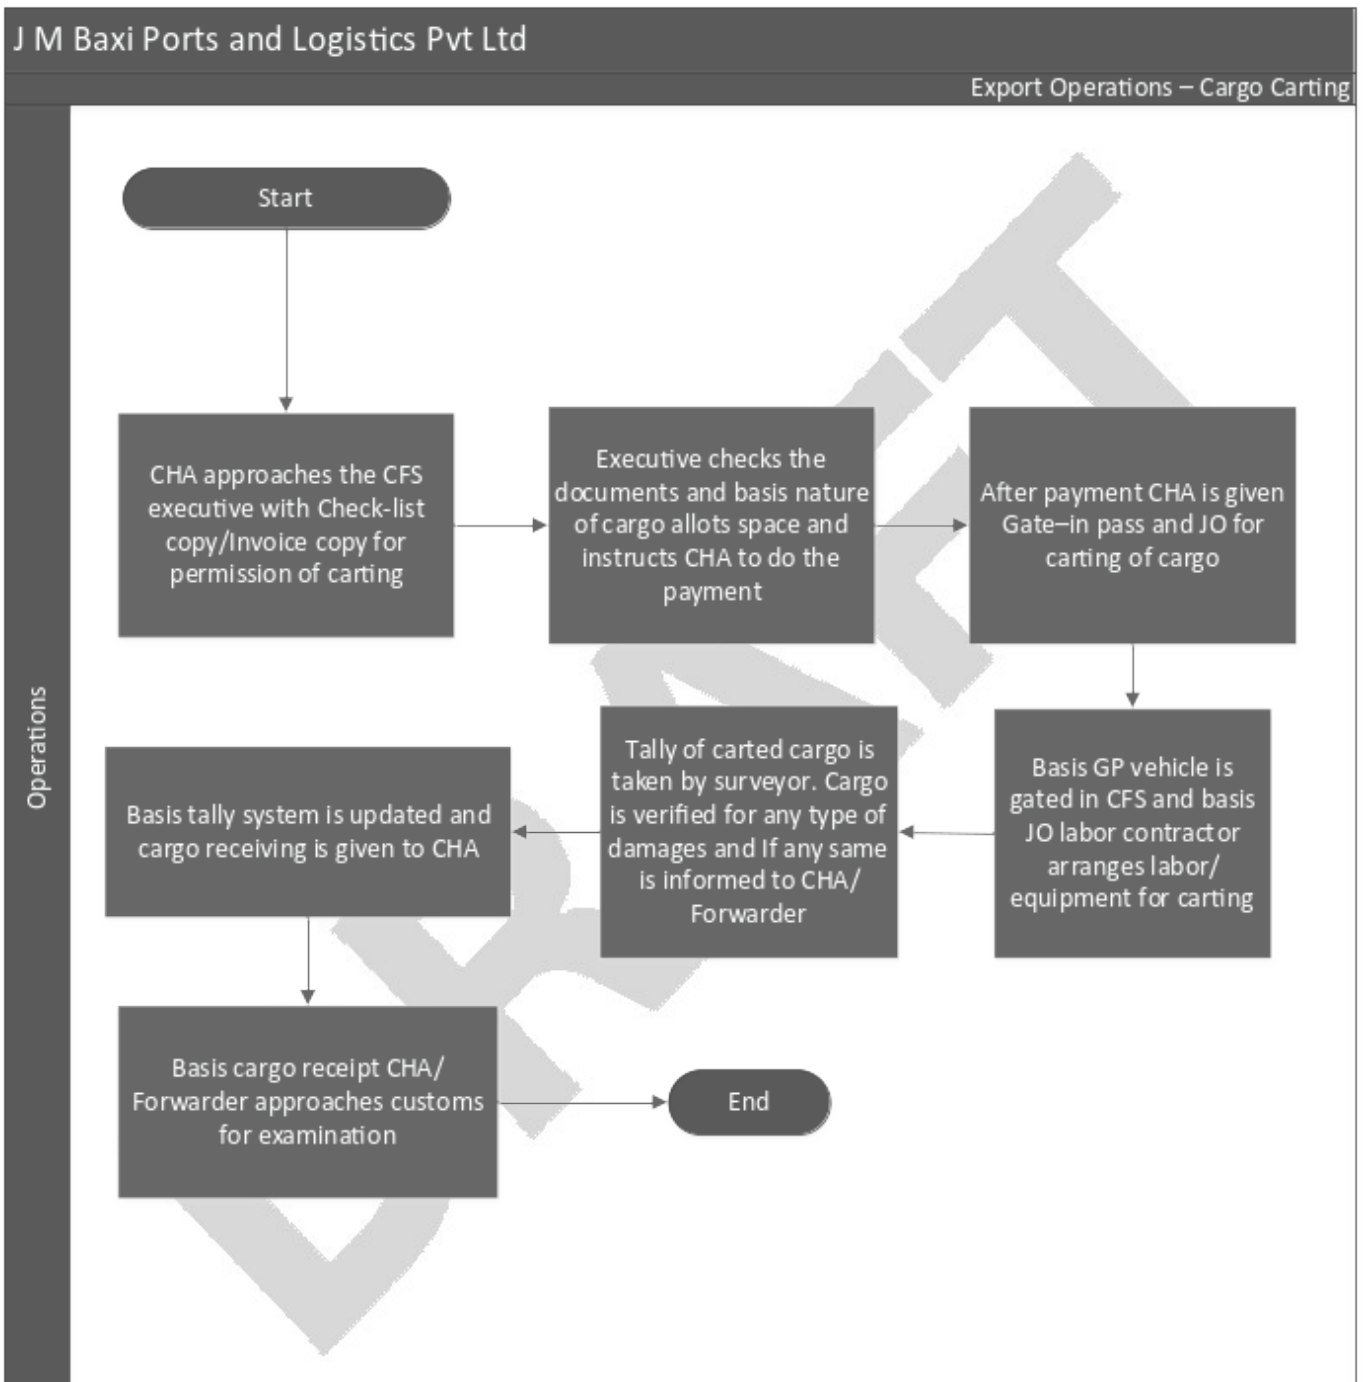 J M Baxi Ports and Logistics Pvt Ltd
Export Operations – Cargo Carting
Operations
Start
CHA approaches the CFS
executive with Check-list
copy/Invoice copy for
permission of carting
Executive checks the
documents and basis nature
of cargo allots space and
instructs CHA to do the
payment
After payment CHA is given
Gate–in pass and JO for
carting of cargo
Basis GP vehicle is
gated in CFS and basis
JO labor contractor
arranges labor/
equipment for carting
Tally of carted cargo is
taken by surveyor. Cargo
is verified for any type of
damages and If any same
is informed to CHA/
Forwarder
Basis tally system is updated and
cargo receiving is given to CHA
Basis cargo receipt CHA/
Forwarder approaches customs
for examination
End
DRAFT